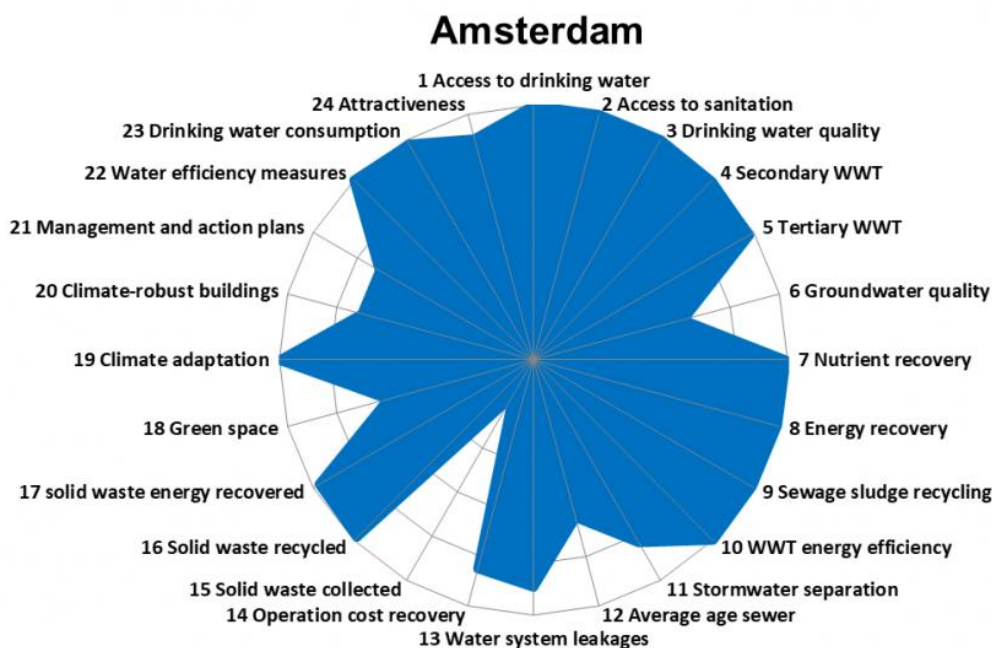 Amsterdam
1 Access to drinking water
2 Access to sanitation
3 Drinking water quality
4 Secondary WWT
5 Tertiary WWT
6 Groundwater quality
7 Nutrient recovery
8 Energy recovery
9 Sewage sludge recycling
10 WWT energy efficiency
11 Stormwater separation
12 Average age sewer
13 Water system leakages
14 Operation cost recovery
15 Solid waste collected
16 Solid waste recycled
17 solid waste energy recovered
18 Green space
19 Climate adaptation
20 Climate-robust buildings
21 Management and action plans
22 Water efficiency measures
23 Drinking water consumption
24 Attractiveness